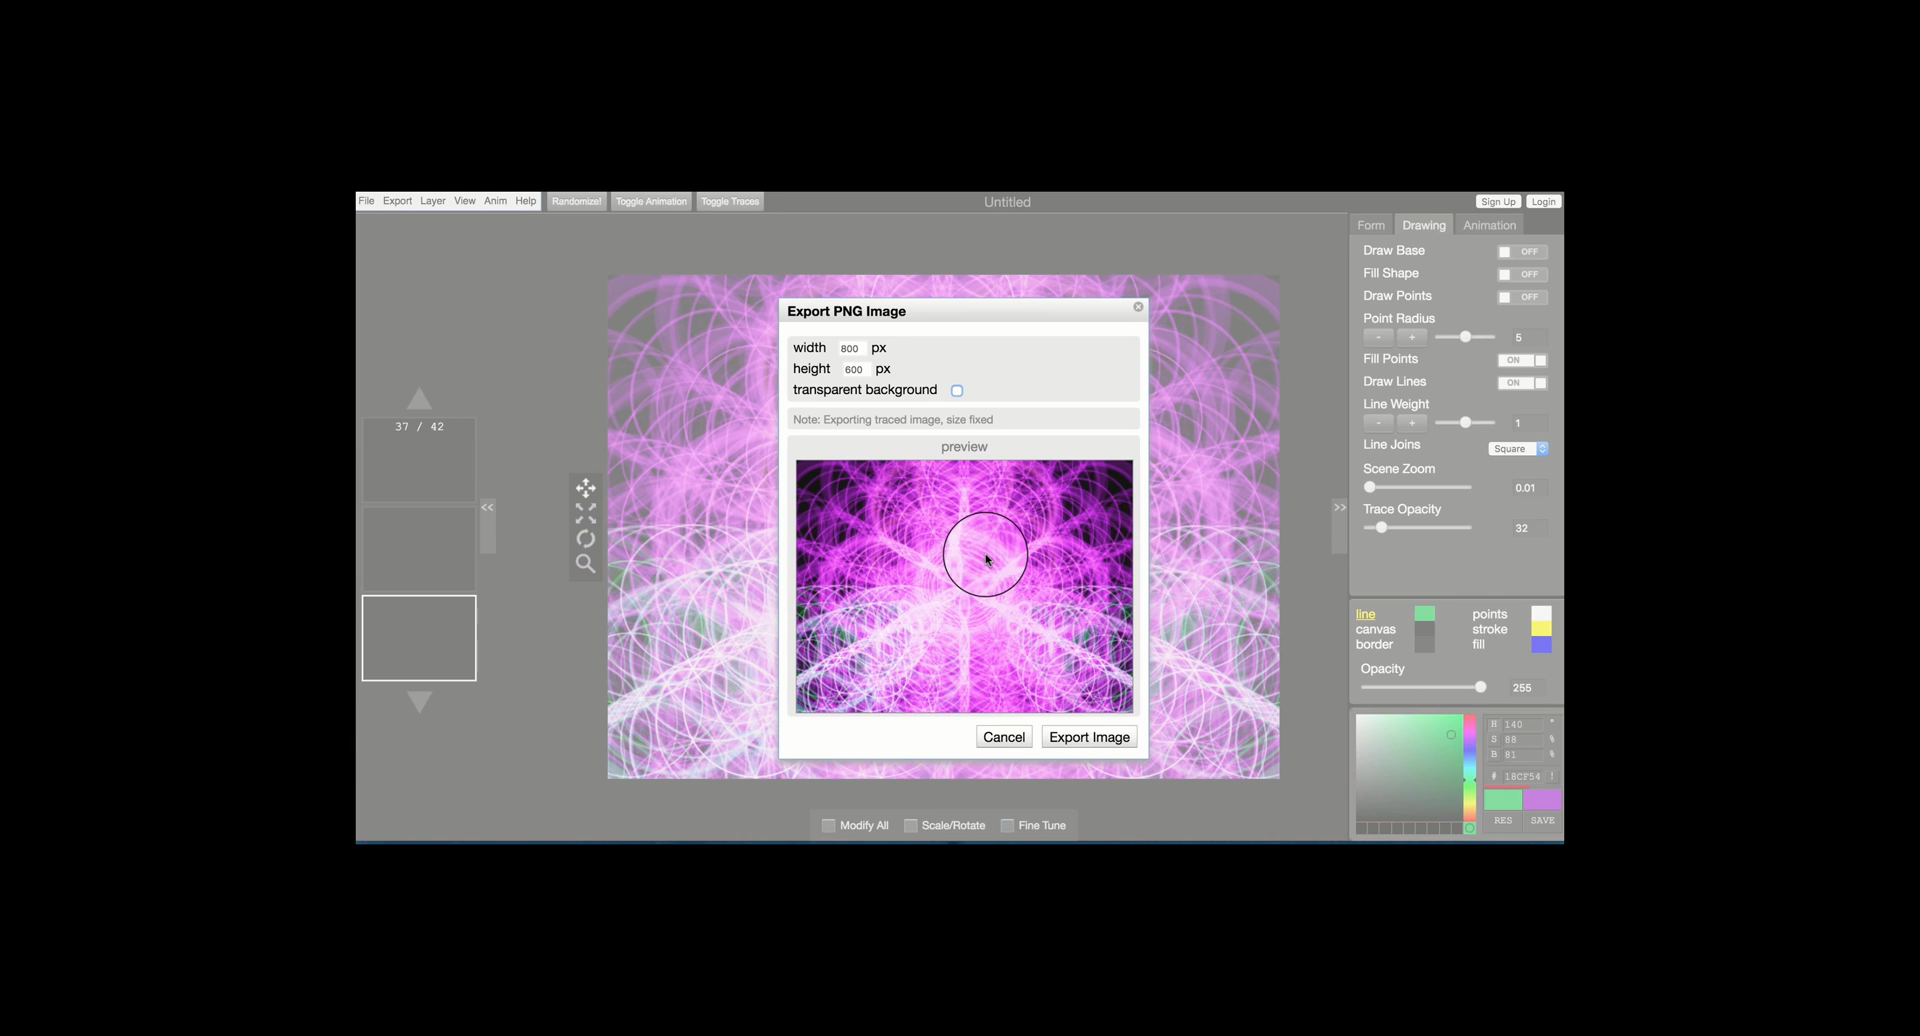 File Export Layer View Anim Help Randomize! Toggle Animation Toggle Traces Untitled Sign Up Login
Form Drawing Animation
Draw Base OFF
Fill Shape OFF
Draw Points OFF
Point Radius
- + 5
Fill Points ON
Draw Lines ON
Line Weight
- + 1
Line Joins Square
Scene Zoom
0.01
Trace Opacity
32
37 / 42
<<
>>
Export PNG Image
width 800 px
height 600 px
transparent background
Note: Exporting traced image, size fixed
preview
Cancel Export Image
line points
canvas stroke
border fill
Opacity
255
H 140 °
S 88 %
B 81 %
# 18CF54 !
RES SAVE
Modify All Scale/Rotate Fine Tune